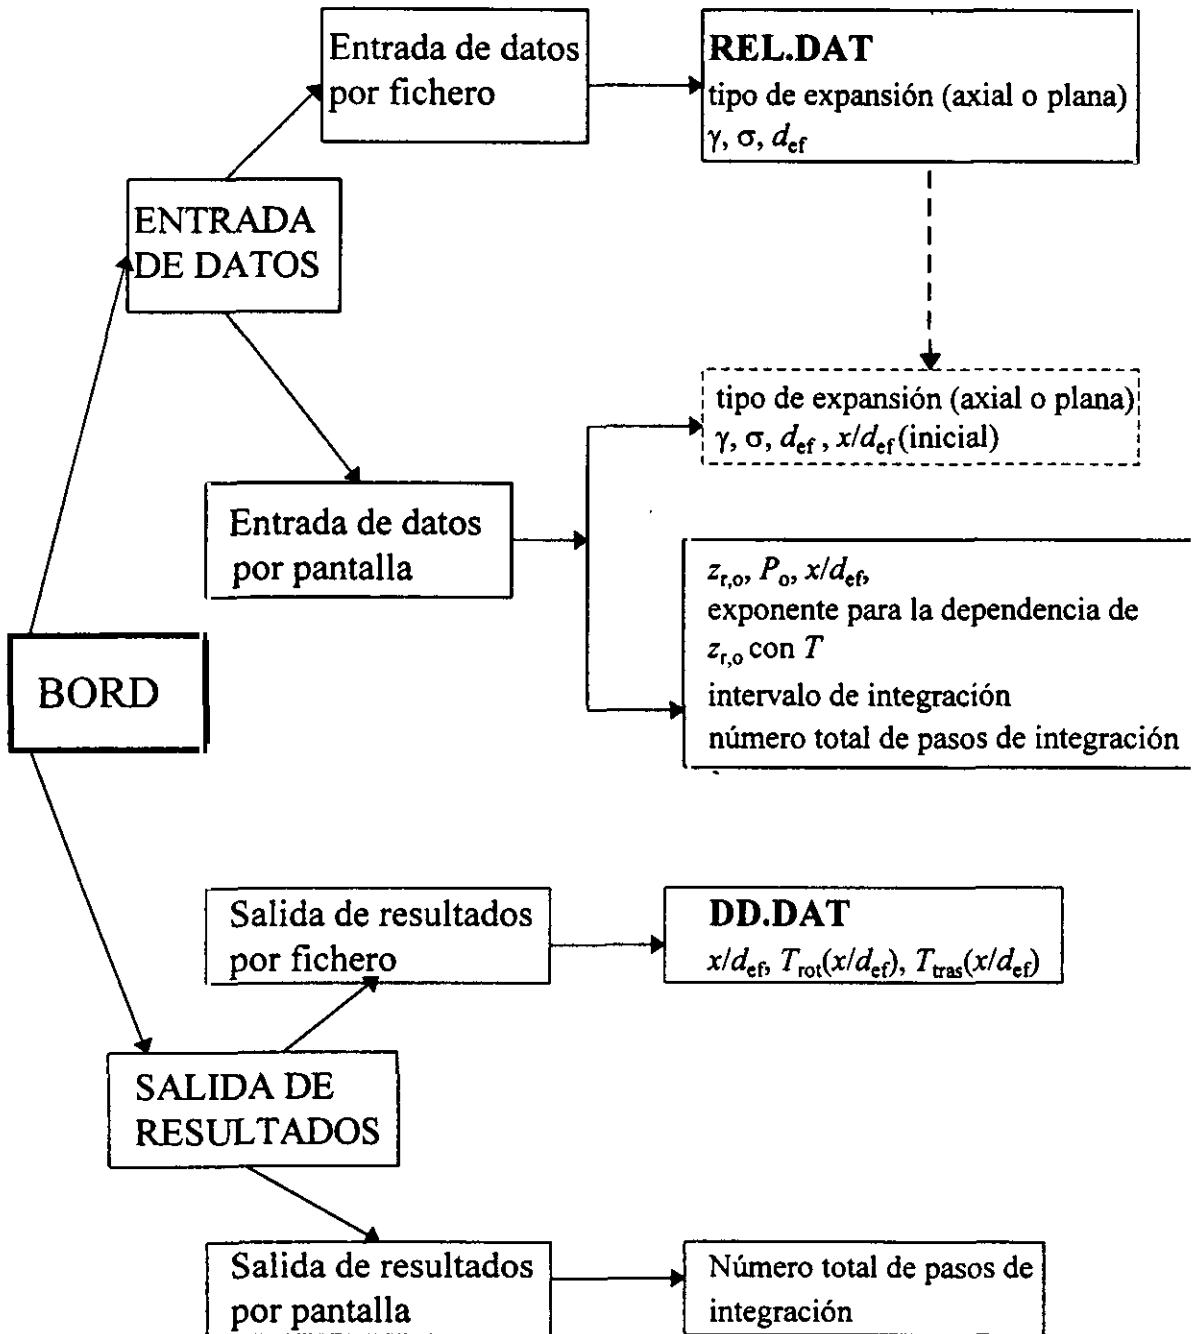 Entrada de datos
por fichero
REL.DAT
tipo de expansión (axial o plana)
γ, σ, d_ef
ENTRADA
DE DATOS
tipo de expansión (axial o plana)
γ, σ, d_ef , x/d_ef (inicial)
Entrada de datos
por pantalla
z_r,o, P_o, x/d_ef,
exponente para la dependencia de
z_r,o con T
intervalo de integración
número total de pasos de integración
BORD
Salida de resultados
por fichero
DD.DAT
x/d_ef, T_rot(x/d_ef), T_tras(x/d_ef)
SALIDA DE
RESULTADOS
Salida de resultados
por pantalla
Número total de pasos de
integración